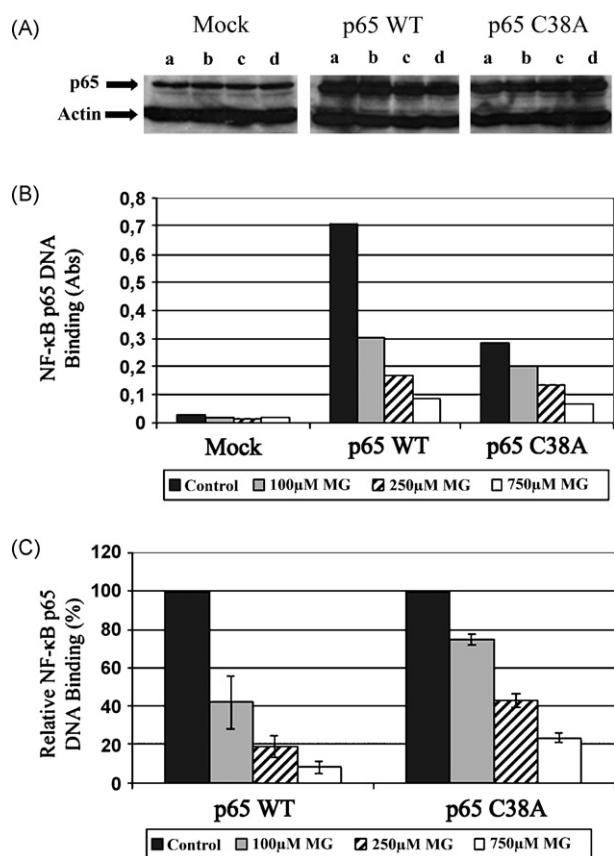 (A)
Mock p65 WT p65 C38A
a b c d a b c d a b c d
p65
Actin
(B)
NF-κB p65 DNA
Binding (Abs)
0,8
0,7
0,6
0,5
0,4
0,3
0,2
0,1
0
Mock p65 WT p65 C38A
Control 100µM MG 250µM MG 750µM MG
(C)
Relative NF-κB p65
DNA Binding (%)
120
100
80
60
40
20
0
p65 WT p65 C38A
Control 100µM MG 250µM MG 750µM MG